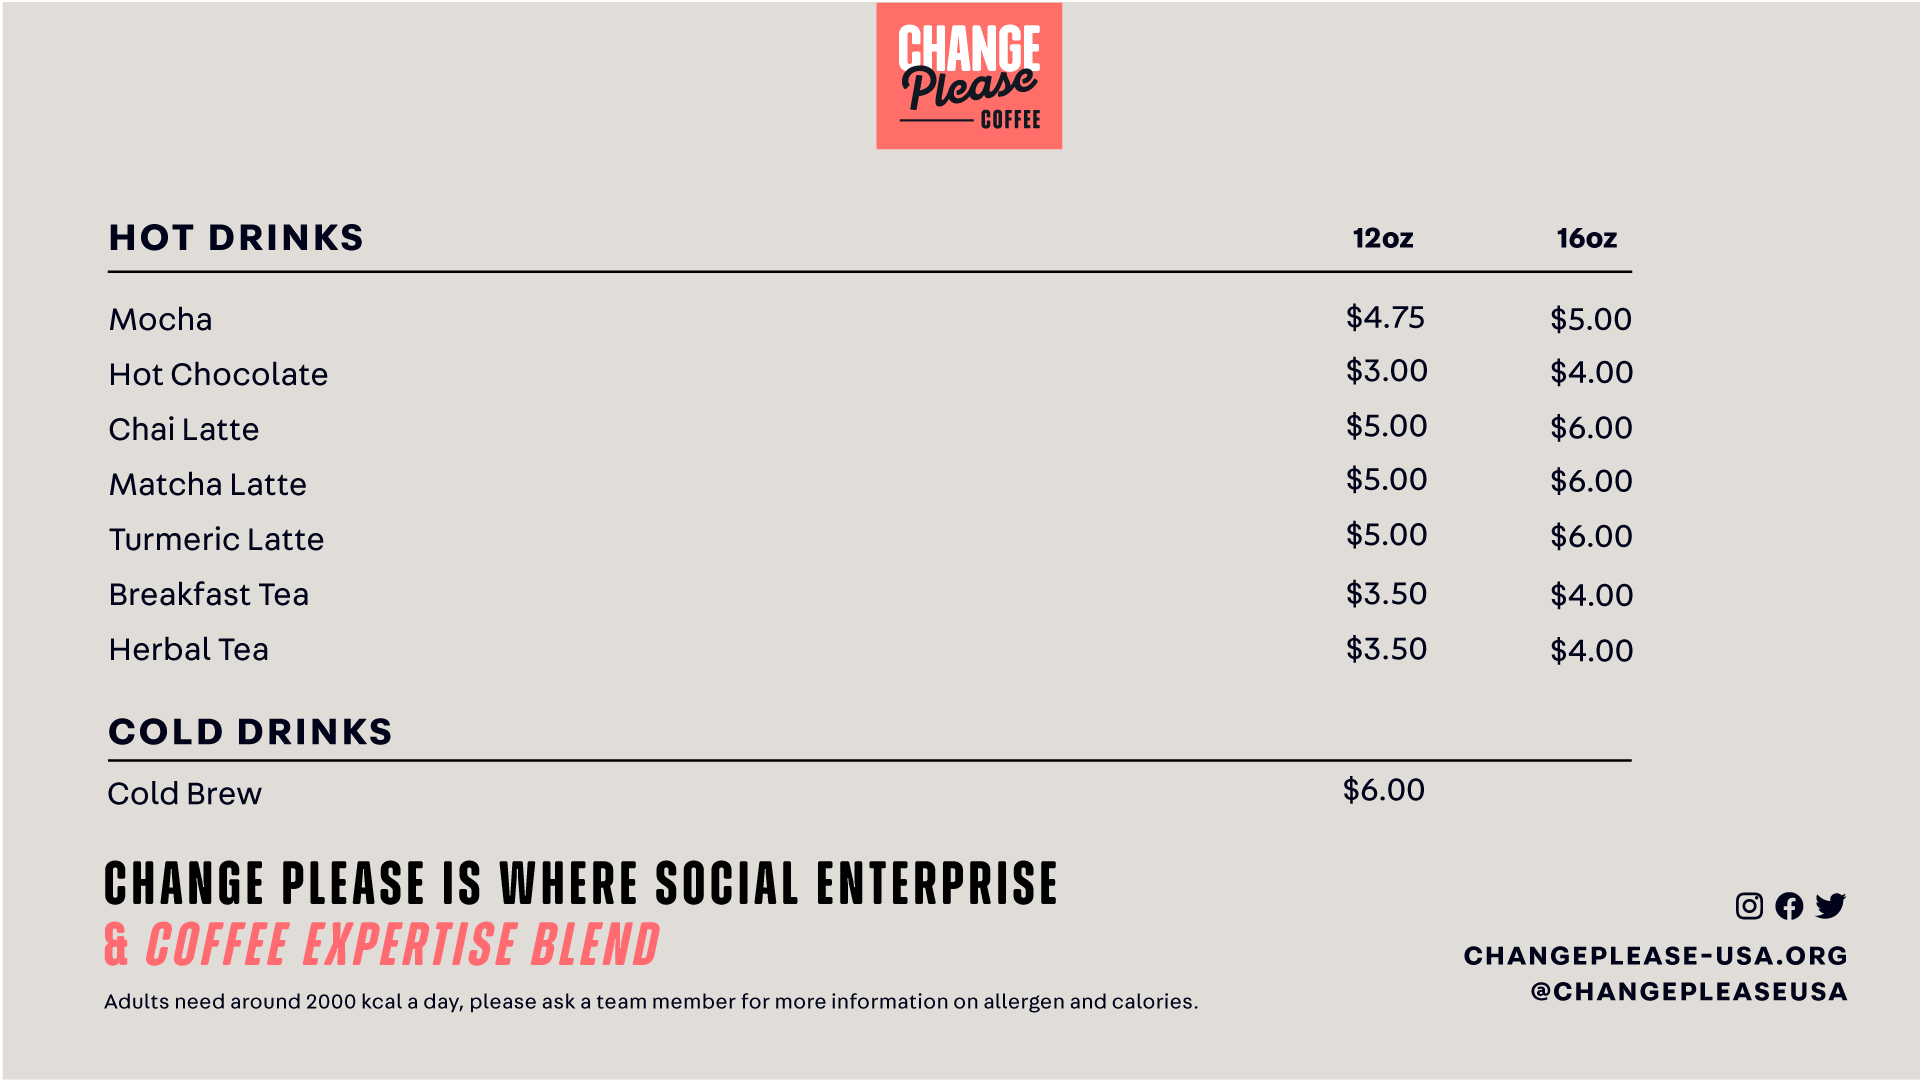 CHANGE
Please
COFFEE
HOT DRINKS 12oz 16oz
Mocha $4.75 $5.00
Hot Chocolate $3.00 $4.00
Chai Latte $5.00 $6.00
Matcha Latte $5.00 $6.00
Turmeric Latte $5.00 $6.00
Breakfast Tea $3.50 $4.00
Herbal Tea $3.50 $4.00
COLD DRINKS
Cold Brew $6.00
CHANGE PLEASE IS WHERE SOCIAL ENTERPRISE
& COFFEE EXPERTISE BLEND
Adults need around 2000 kcal a day, please ask a team member for more information on allergen and calories.
CHANGEPLEASE-USA.ORG
@CHANGEPLEASEUSA